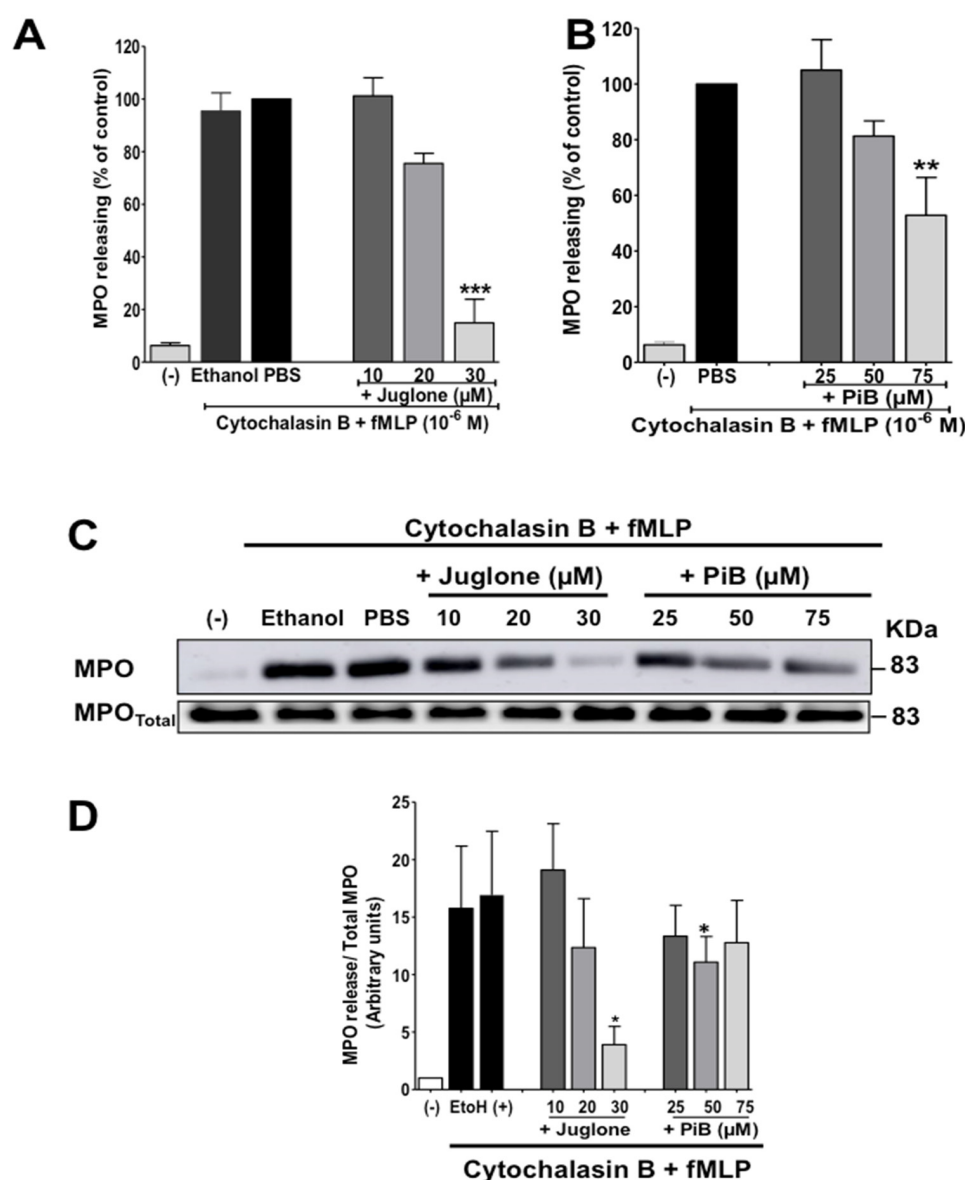 A
MPO releasing (% of control)
120
100
80
60
40
20
0
***
(-) Ethanol PBS 10 20 30
+ Juglone (µM)
Cytochalasin B + fMLP (10⁻⁶ M)
B
MPO releasing (% of control)
120
100
80
60
40
20
0
**
(-) PBS 25 50 75
+ PiB (µM)
Cytochalasin B + fMLP (10⁻⁶ M)
C
Cytochalasin B + fMLP
+ Juglone (µM) + PiB (µM)
(-) Ethanol PBS 10 20 30 25 50 75 KDa
MPO 83
MPOTotal 83
D
MPO release/ Total MPO
(Arbitrary units)
25
20
15
10
5
0
* *
(-) EtoH (+) 10 20 30 25 50 75
+ Juglone + PiB (µM)
Cytochalasin B + fMLP